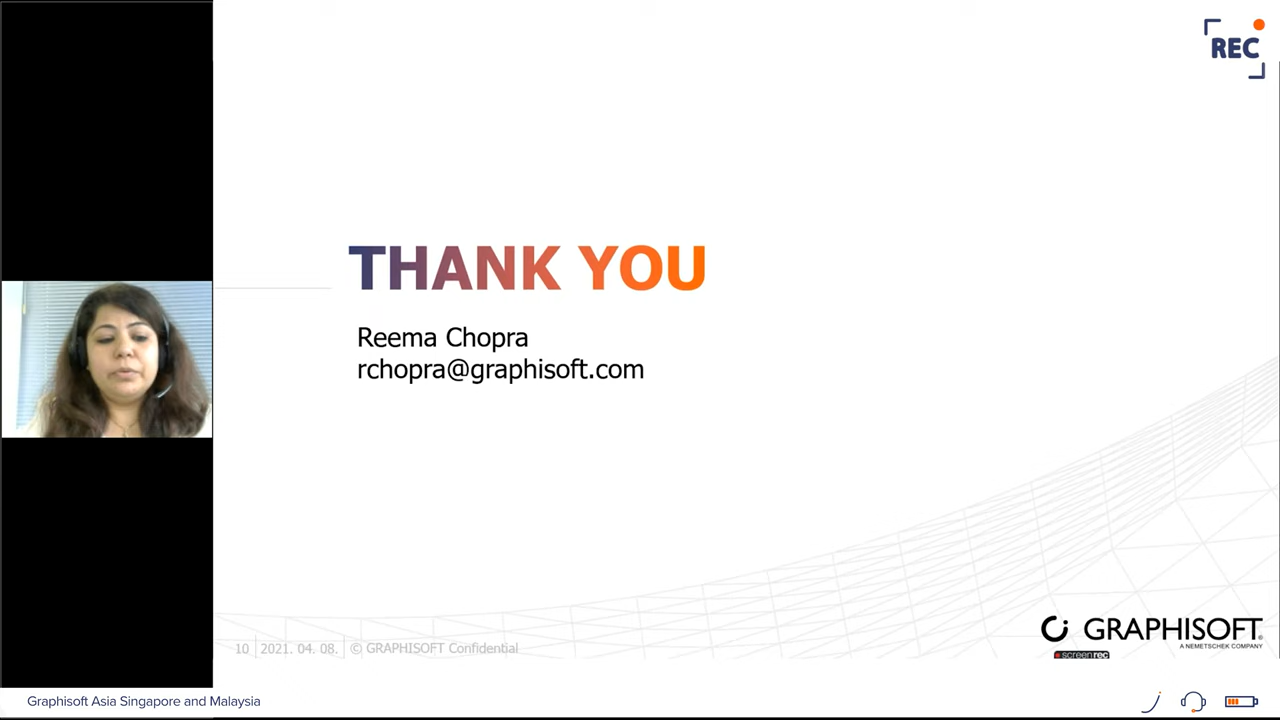 REC
THANK YOU
Reema Chopra
rchopra@graphisoft.com
10 2021. 04. 08. © GRAPHISOFT Confidential
GRAPHISOFT®
A NEMETSCHEK COMPANY
screenrec
Graphisoft Asia Singapore and Malaysia